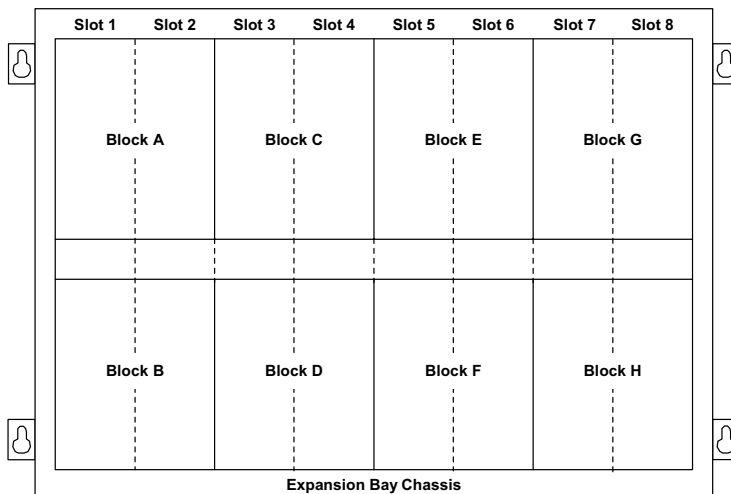 Slot 1 Slot 2 Slot 3 Slot 4 Slot 5 Slot 6 Slot 7 Slot 8
Block A Block C Block E Block G
Block B Block D Block F Block H
Expansion Bay Chassis